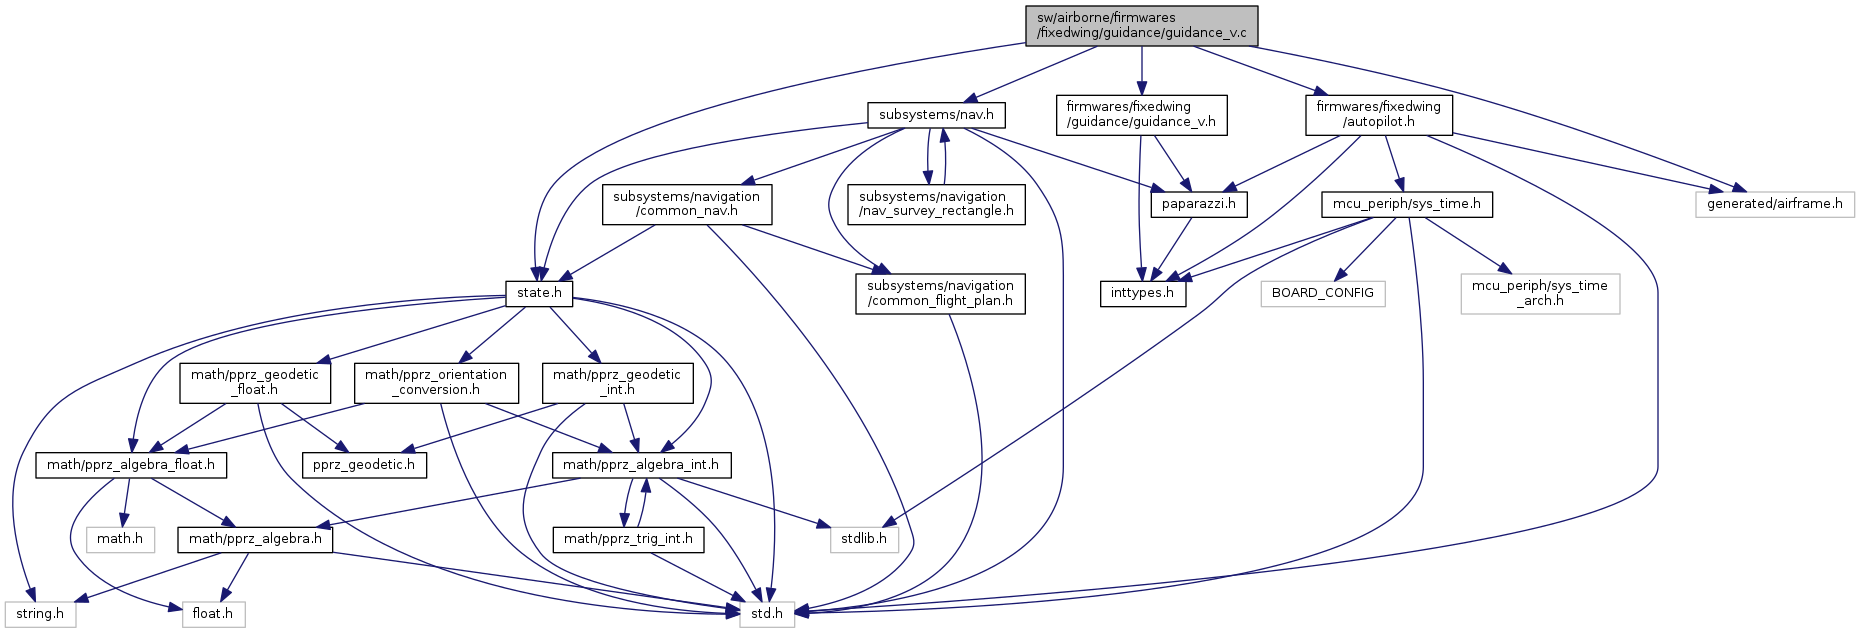 sw/airborne/firmwares
/fixedwing/guidance/guidance_v.c
subsystems/nav.h
firmwares/fixedwing
/guidance/guidance_v.h
firmwares/fixedwing
/autopilot.h
subsystems/navigation
/common_nav.h
subsystems/navigation
/nav_survey_rectangle.h
paparazzi.h
mcu_periph/sys_time.h
generated/airframe.h
state.h
subsystems/navigation
/common_flight_plan.h
inttypes.h
BOARD_CONFIG
mcu_periph/sys_time
_arch.h
math/pprz_geodetic
_float.h
math/pprz_orientation
_conversion.h
math/pprz_geodetic
_int.h
math/pprz_algebra_float.h
pprz_geodetic.h
math/pprz_algebra_int.h
math.h
math/pprz_algebra.h
math/pprz_trig_int.h
stdlib.h
string.h
float.h
std.h